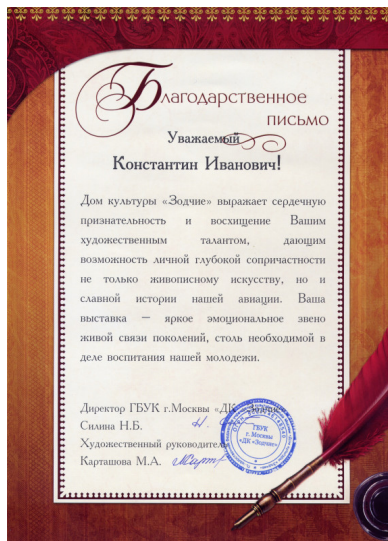 Благодарственное
письмо
Уважаемый
Константин Иванович!
Дом культуры «Зодчие» выражает сердечную
признательность и восхищение Вашим
художественным талантом, дающим
возможность личной глубокой сопричастности
не только живописному искусству, но и
славной истории нашей авиации. Ваша
выставка — яркое эмоциональное звено
живой связи поколений, столь необходимой в
деле воспитания нашей молодежи.
Директор ГБУК г.Москвы «ДК «Зодчие»
Силина Н.Б.
Художественный руководитель
Карташова М.А.
ГБУК
г. Москвы
«ДК «Зодчие»